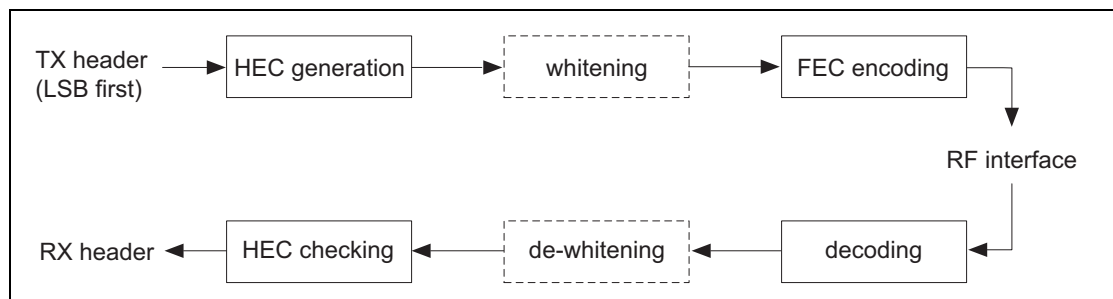 TX header
(LSB first)
HEC generation
whitening
FEC encoding
RF interface
RX header
HEC checking
de-whitening
decoding